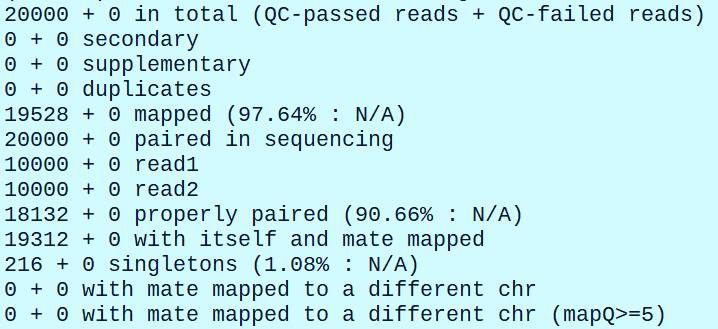 20000 + 0 in total (QC-passed reads + QC-failed reads)
0 + 0 secondary
0 + 0 supplementary
0 + 0 duplicates
19528 + 0 mapped (97.64% : N/A)
20000 + 0 paired in sequencing
10000 + 0 read1
10000 + 0 read2
18132 + 0 properly paired (90.66% : N/A)
19312 + 0 with itself and mate mapped
216 + 0 singletons (1.08% : N/A)
0 + 0 with mate mapped to a different chr
0 + 0 with mate mapped to a different chr (mapQ>=5)